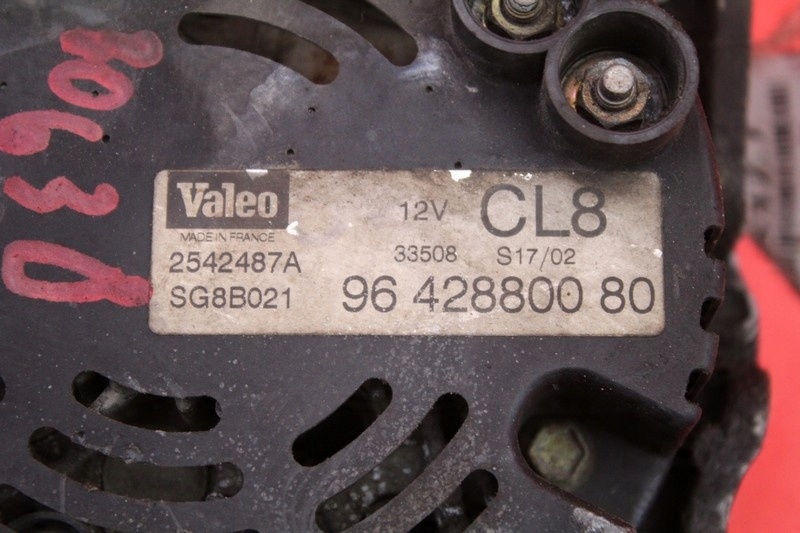 Valeo
MADE IN FRANCE
2542487A
SG8B021
12V
CL8
33508 S17/02
96 428800 80